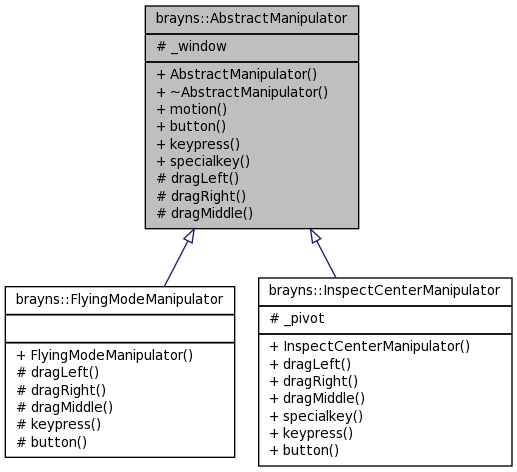 brayns::AbstractManipulator
# _window
+ AbstractManipulator()
+ ~AbstractManipulator()
+ motion()
+ button()
+ keypress()
+ specialkey()
# dragLeft()
# dragRight()
# dragMiddle()
brayns::FlyingModeManipulator
+ FlyingModeManipulator()
# dragLeft()
# dragRight()
# dragMiddle()
# keypress()
# button()
brayns::InspectCenterManipulator
# _pivot
+ InspectCenterManipulator()
+ dragLeft()
+ dragRight()
+ dragMiddle()
+ specialkey()
+ keypress()
+ button()